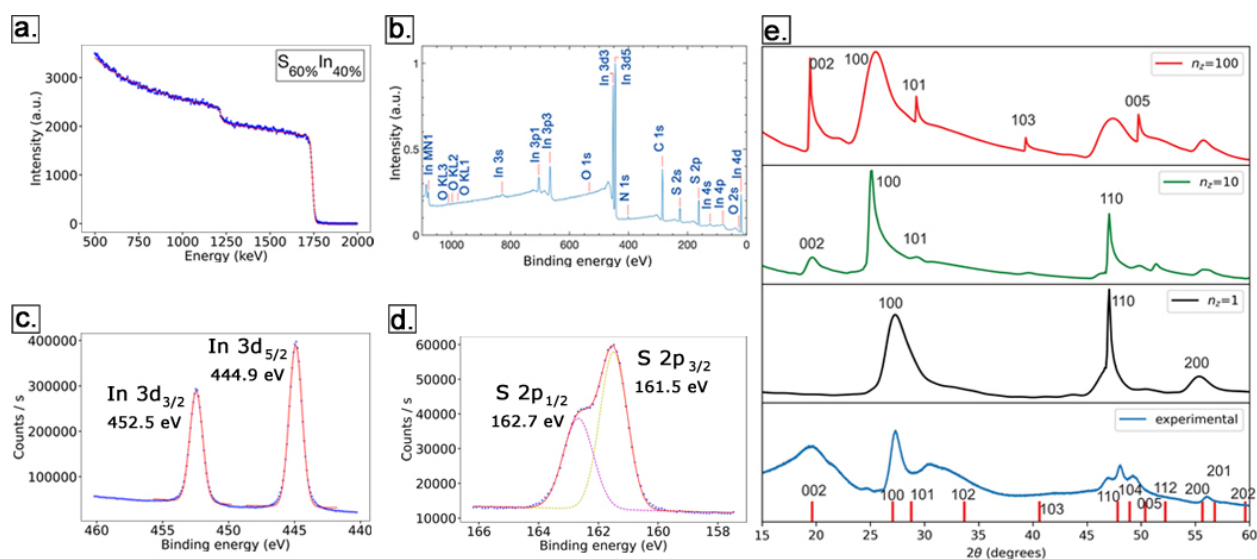 a.
S60%In40%
3000
2000
1000
0
Intensity (a.u.)
500
750
1000
1250
1500
1750
2000
Energy (keV)
b.
1
0.5
0
Intensity (a.u.)
In MN1
O KL3
O KL2
O KL1
In 3s
In 3p1
In 3p3
O 1s
In 3d3
In 3d5
N 1s
C 1s
S 2s
S 2p
In 4s
In 4p
O 2s
In 4d
1000
800
600
400
200
0
Binding energy (eV)
c.
400000
300000
200000
100000
Counts / s
In 3d3/2
452.5 eV
In 3d5/2
444.9 eV
460
455
450
445
440
Binding energy (eV)
d.
60000
50000
40000
30000
20000
10000
Counts / s
S 2p1/2
162.7 eV
S 2p3/2
161.5 eV
166
164
162
160
158
Binding energy (eV)
e.
002
100
101
103
005
nz=100
002
100
101
110
nz=10
100
110
200
nz=1
experimental
002
100
101
102
103
110
104
005
112
200
201
202
15
20
25
30
35
40
45
50
55
60
2θ (degrees)